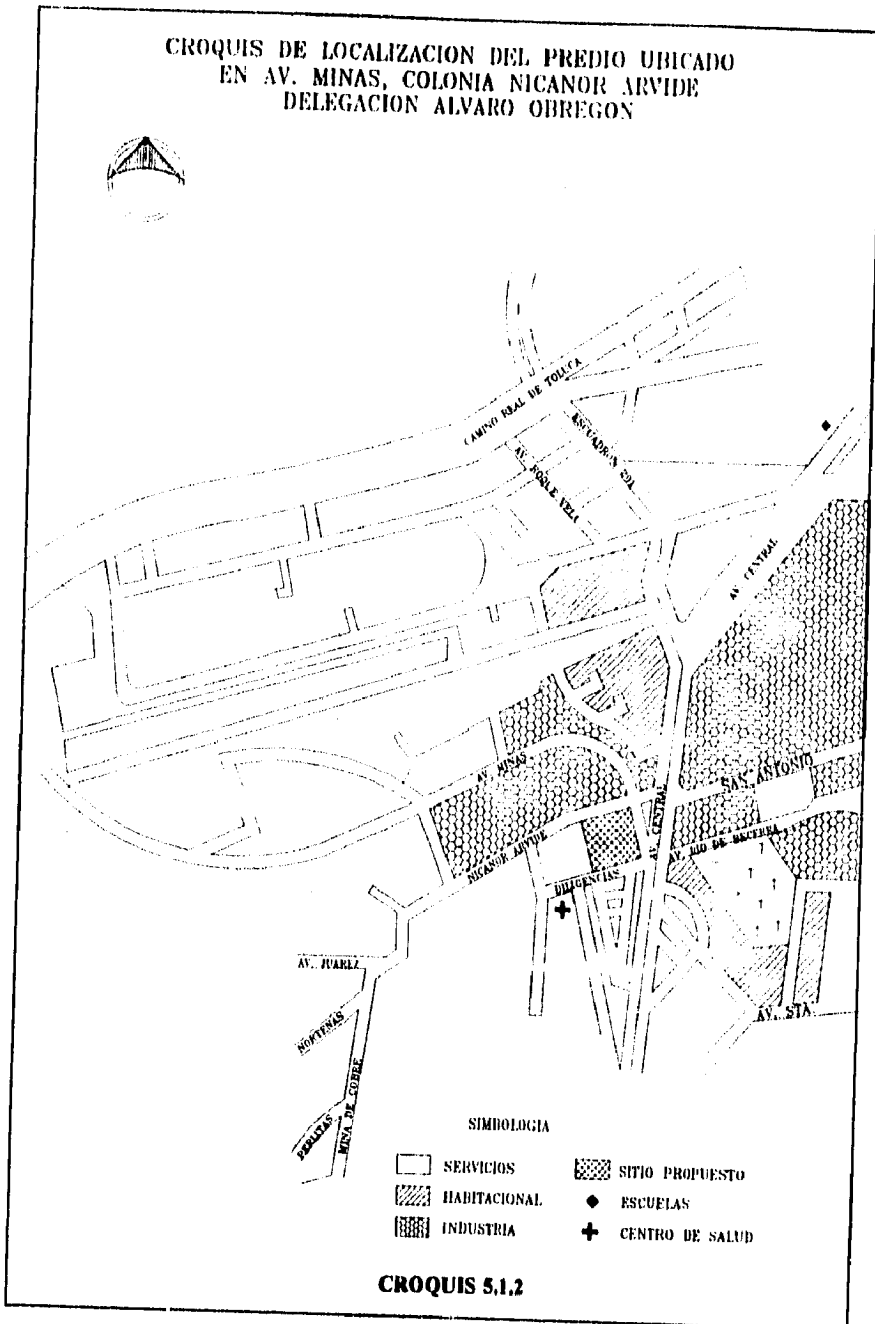 CROQUIS DE LOCALIZACION DEL PREDIO UBICADO
EN AV. MINAS, COLONIA NICANOR ARVIDE
DELEGACION ALVARO OBREGON
CAMINO REAL DE TOLUCA
ESCUADRON 201
AV. ROQUE VELA
AV. CENTRAL
AV. MINAS
SAN ANTONIO
NICANOR ARVIDE
AV. CENTRAL
AV. RIO DE BECERRA
DILIGENCIAS
AV. JUAREZ
NORTENAS
AV. STA.
PERLITAS
MINA DE COBRE
SIMBOLOGIA
SERVICIOS
SITIO PROPUESTO
HABITACIONAL
ESCUELAS
INDUSTRIA
CENTRO DE SALUD
CROQUIS 5.1.2